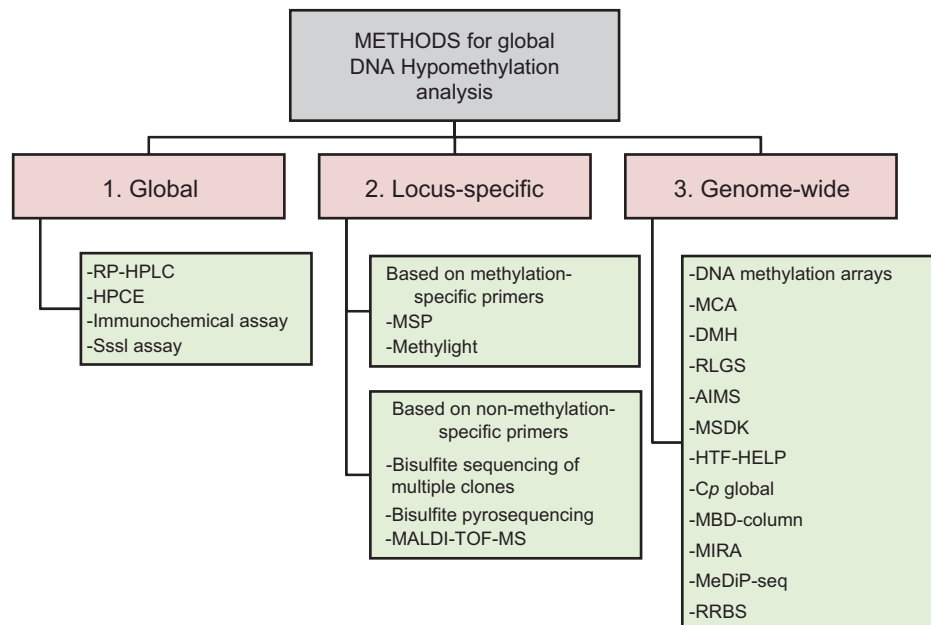 METHODS for global
DNA Hypomethylation
analysis
1. Global
2. Locus-specific
3. Genome-wide
-RP-HPLC
-HPCE
-Immunochemical assay
-SssI assay
Based on methylation-
specific primers
-MSP
-Methylight
Based on non-methylation-
specific primers
-Bisulfite sequencing of
multiple clones
-Bisulfite pyrosequencing
-MALDI-TOF-MS
-DNA methylation arrays
-MCA
-DMH
-RLGS
-AIMS
-MSDK
-HTF-HELP
-Cp global
-MBD-column
-MIRA
-MeDiP-seq
-RRBS